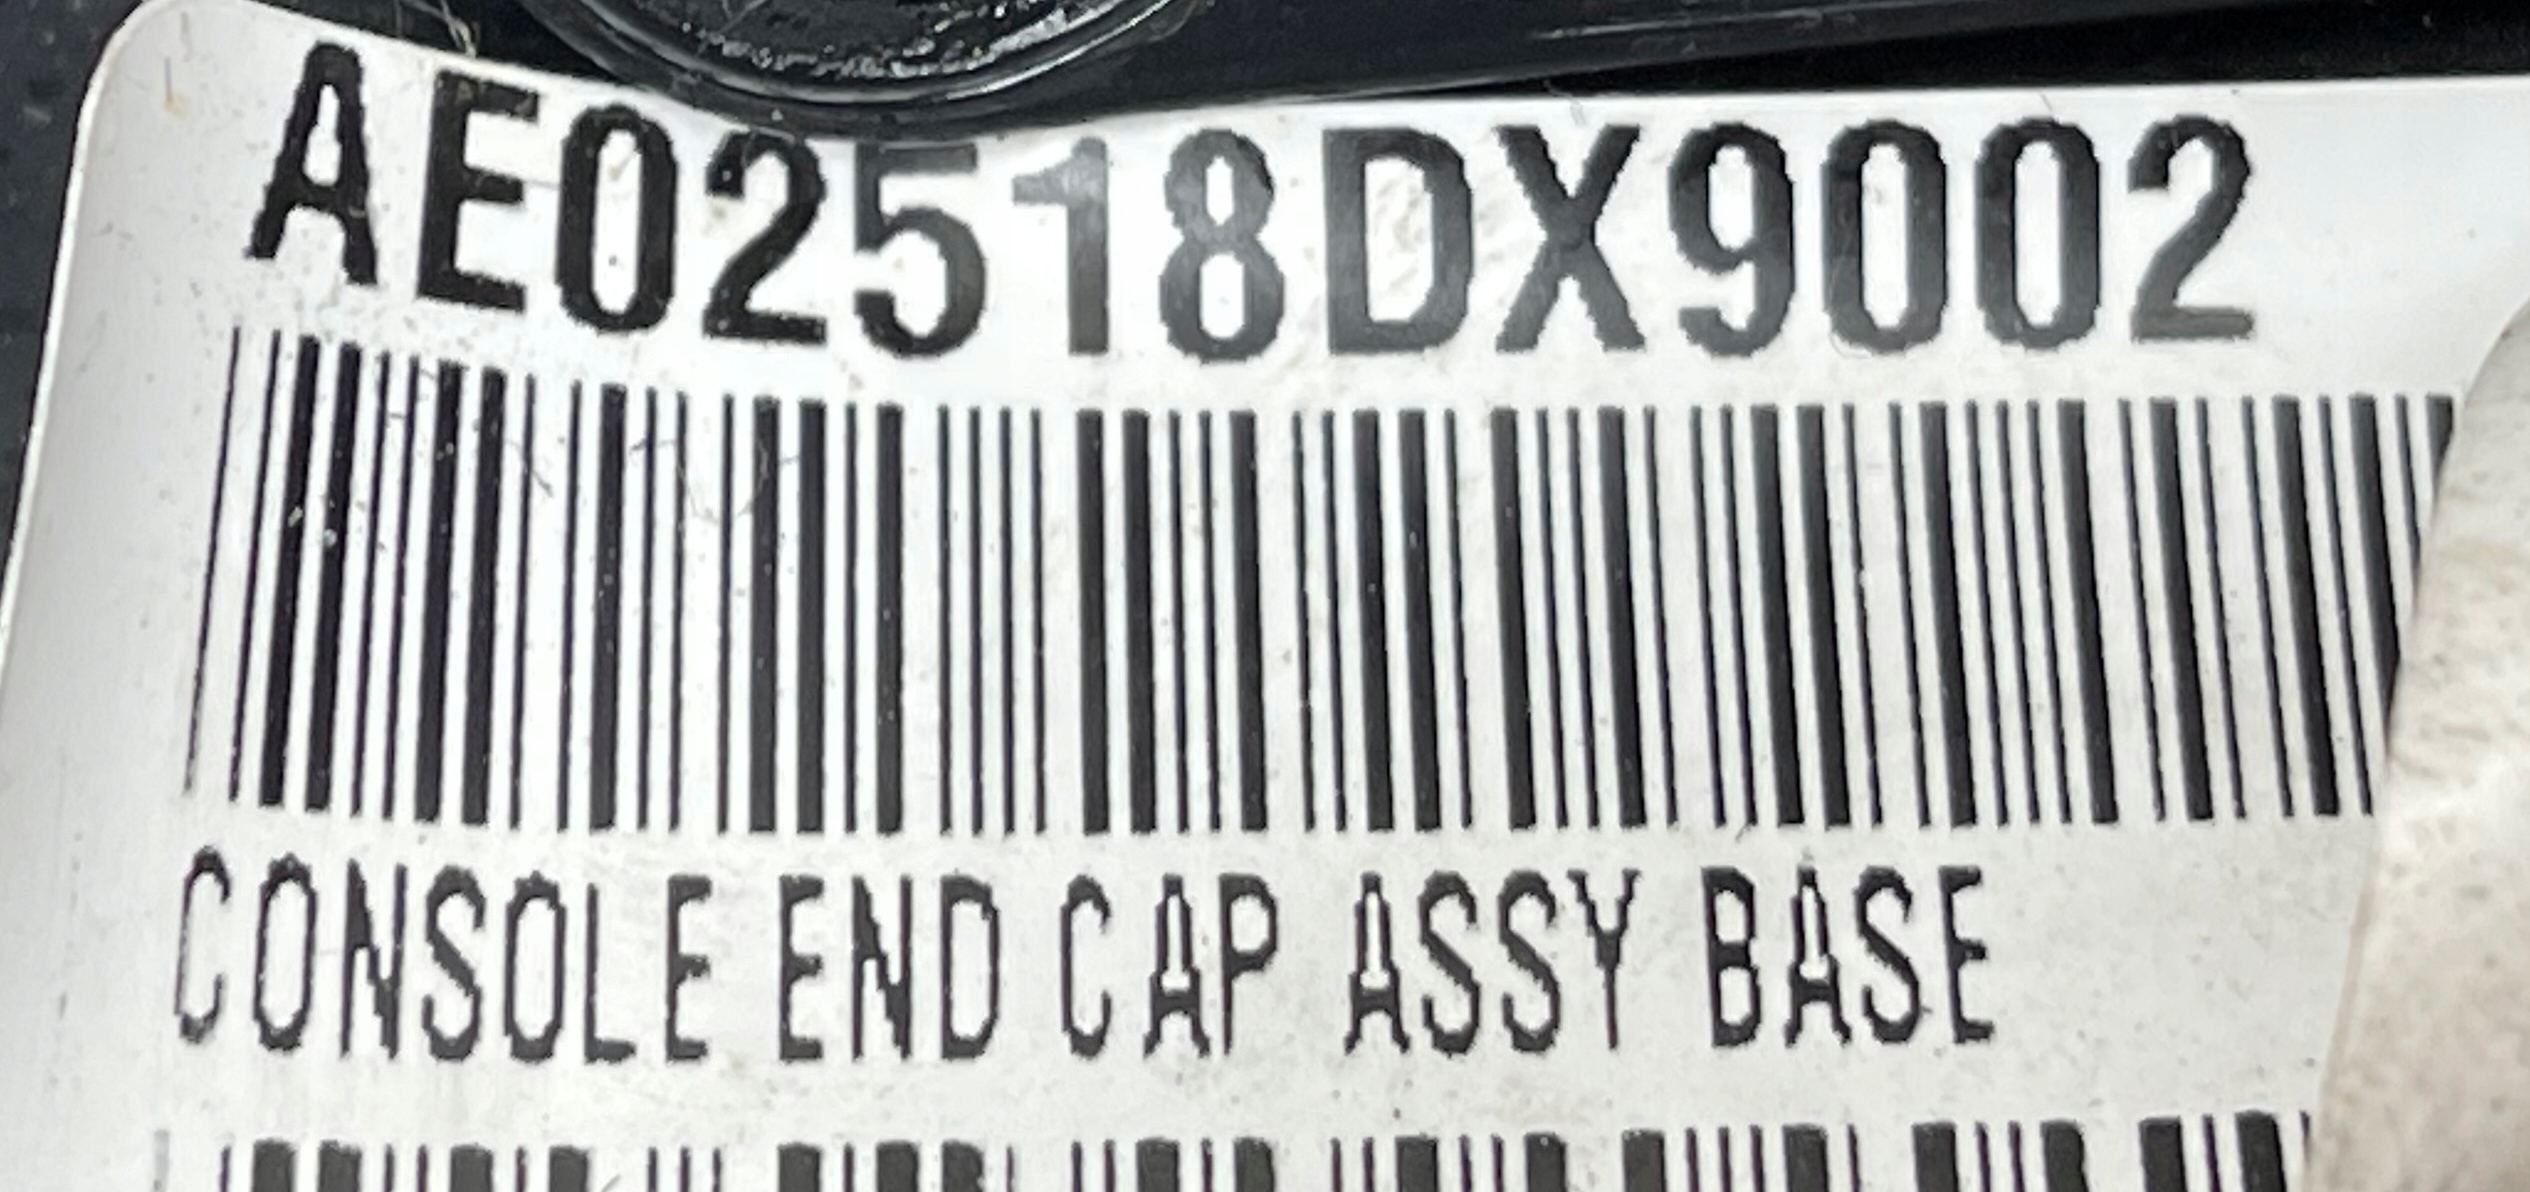 AE02518DX9002
CONSOLE END CAP ASSY BASE